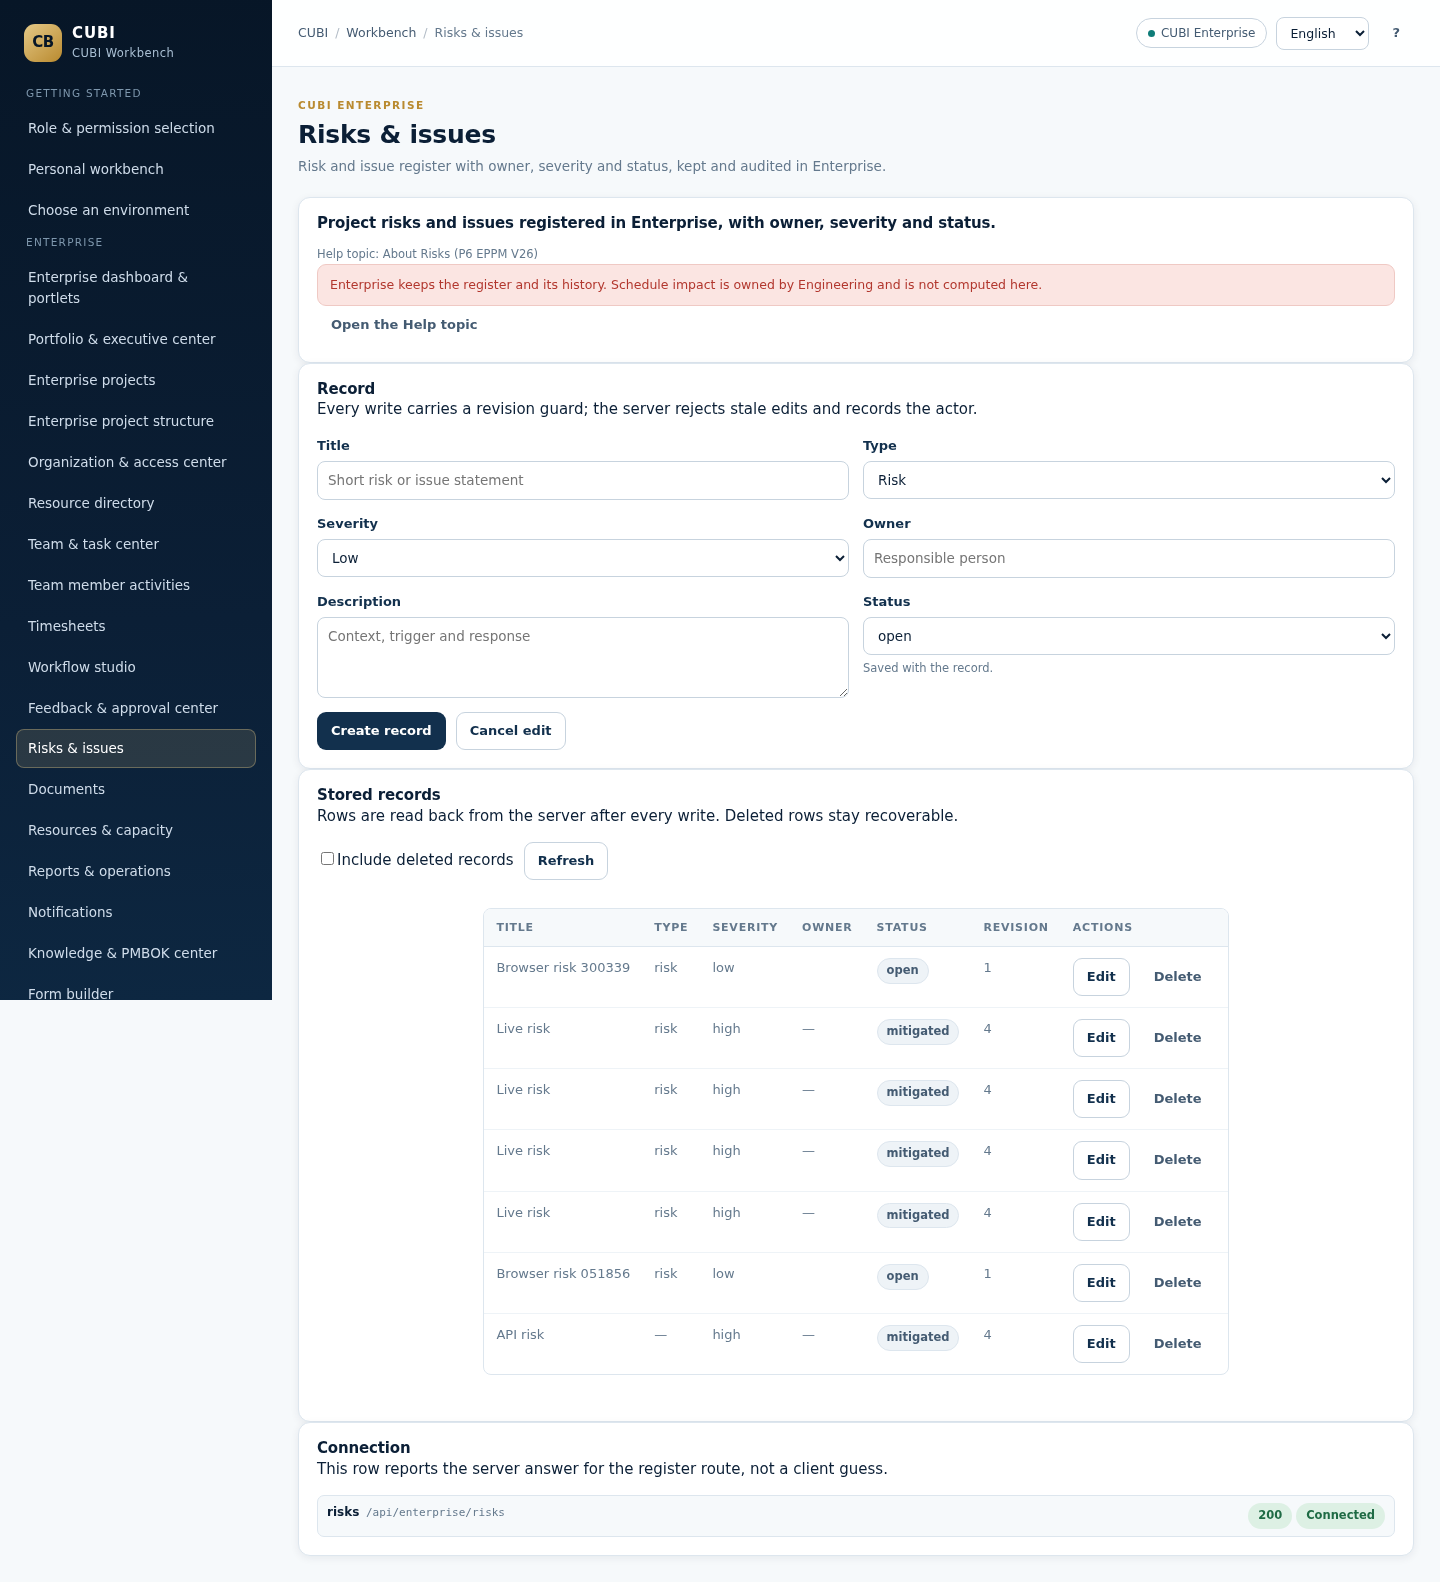 CB
CUBI
CUBI Workbench
GETTING STARTED
Role & permission selection
Personal workbench
Choose an environment
ENTERPRISE
Enterprise dashboard &
portlets
Portfolio & executive center
Enterprise projects
Enterprise project structure
Organization & access center
Resource directory
Team & task center
Team member activities
Timesheets
Workflow studio
Feedback & approval center
Risks & issues
Documents
Resources & capacity
Reports & operations
Notifications
Knowledge & PMBOK center
Form builder
CUBI / Workbench / Risks & issues
CUBI Enterprise
English
?
CUBI ENTERPRISE
Risks & issues
Risk and issue register with owner, severity and status, kept and audited in Enterprise.
Project risks and issues registered in Enterprise, with owner, severity and status.
Help topic: About Risks (P6 EPPM V26)
Enterprise keeps the register and its history. Schedule impact is owned by Engineering and is not computed here.
Open the Help topic
Record
Every write carries a revision guard; the server rejects stale edits and records the actor.
Title
Short risk or issue statement
Type
Risk
Severity
Low
Owner
Responsible person
Description
Context, trigger and response
Status
open
Saved with the record.
Create record
Cancel edit
Stored records
Rows are read back from the server after every write. Deleted rows stay recoverable.
Include deleted records
Refresh
TITLE TYPE SEVERITY OWNER STATUS REVISION ACTIONS
Browser risk 300339 risk low open 1 Edit Delete
Live risk risk high — mitigated 4 Edit Delete
Live risk risk high — mitigated 4 Edit Delete
Live risk risk high — mitigated 4 Edit Delete
Live risk risk high — mitigated 4 Edit Delete
Browser risk 051856 risk low open 1 Edit Delete
API risk — high — mitigated 4 Edit Delete
Connection
This row reports the server answer for the register route, not a client guess.
risks /api/enterprise/risks 200 Connected